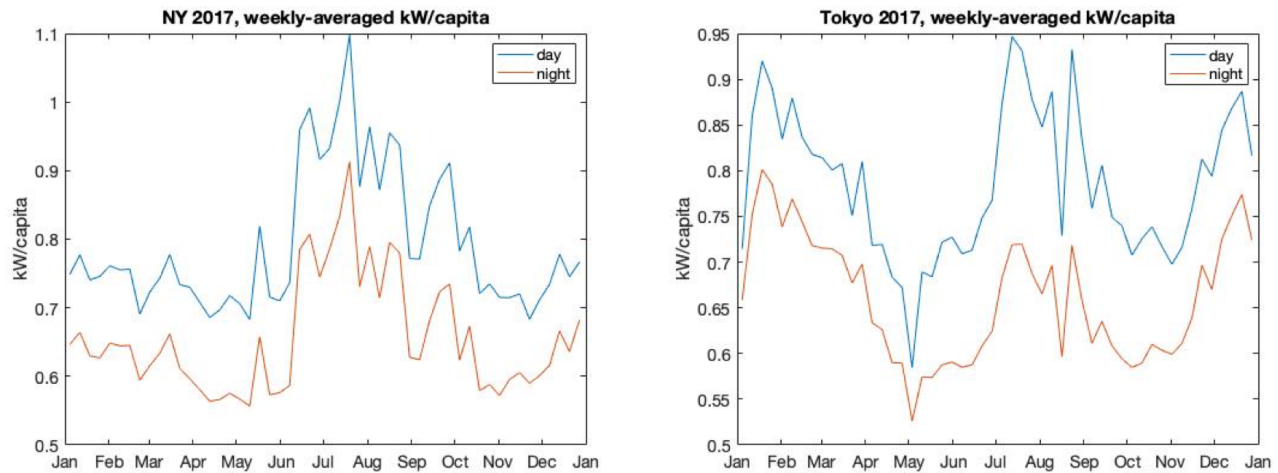 NY 2017, weekly-averaged kW/capita
1.1
1
0.9
0.8
0.7
0.6
0.5
kW/capita
day
night
Jan Feb Mar Apr May Jun Jul Aug Sep Oct Nov Dec Jan
Tokyo 2017, weekly-averaged kW/capita
0.95
0.9
0.85
0.8
0.75
0.7
0.65
0.6
0.55
0.5
kW/capita
day
night
Jan Feb Mar Apr May Jun Jul Aug Sep Oct Nov Dec Jan